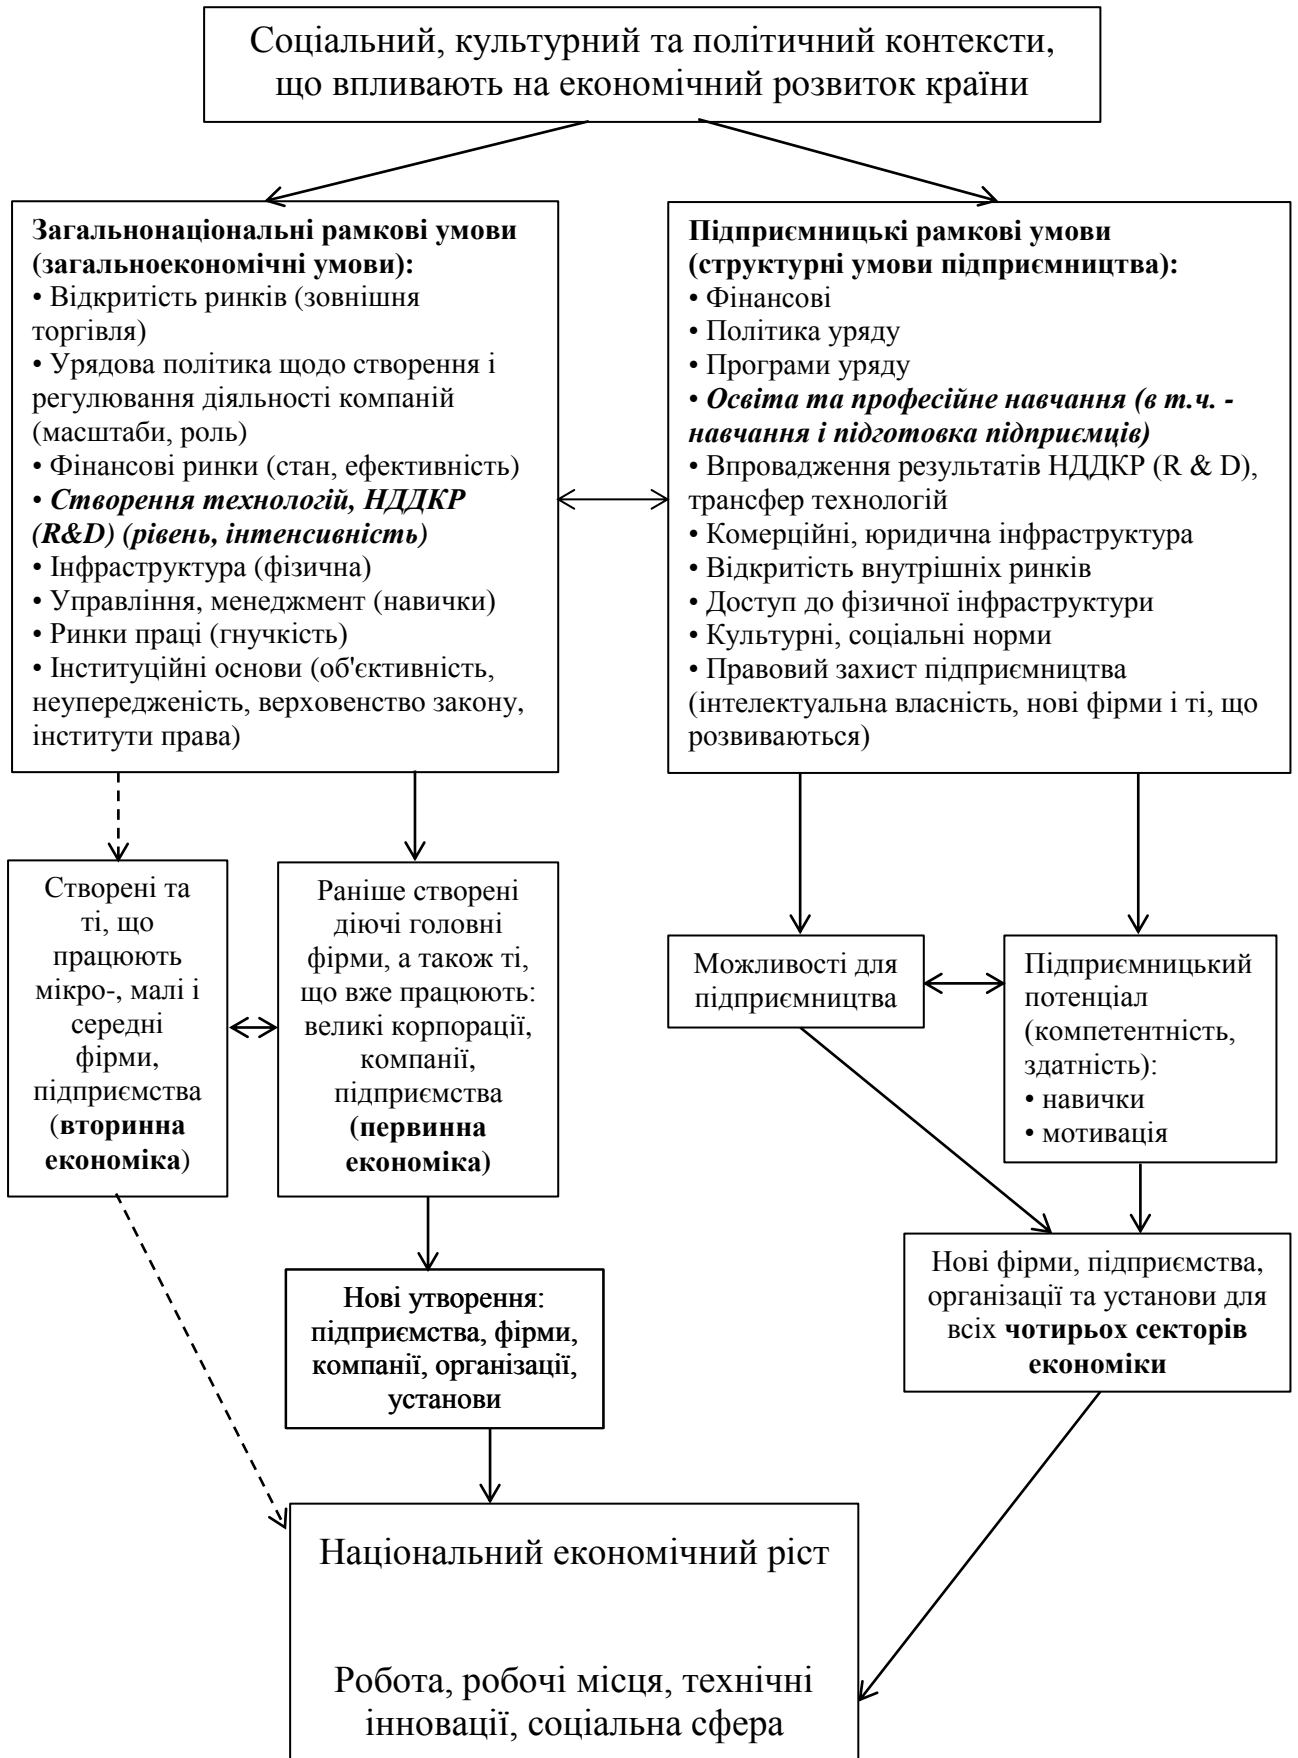 Соціальний, культурний та політичний контексти,
що впливають на економічний розвиток країни
Загальнонаціональні рамкові умови
(загальноекономічні умови):
• Відкритість ринків (зовнішня
торгівля)
• Урядова політика щодо створення і
регулювання діяльності компаній
(масштаби, роль)
• Фінансові ринки (стан, ефективність)
• Створення технологій, НДДКР
(R&D) (рівень, інтенсивність)
• Інфраструктура (фізична)
• Управління, менеджмент (навички)
• Ринки праці (гнучкість)
• Інституційні основи (об'єктивність,
неупередженість, верховенство закону,
інститути права)
Підприємницькі рамкові умови
(структурні умови підприємництва):
• Фінансові
• Політика уряду
• Програми уряду
• Освіта та професійне навчання (в т.ч. -
навчання і підготовка підприємців)
• Впровадження результатів НДДКР (R & D),
трансфер технологій
• Комерційні, юридична інфраструктура
• Відкритість внутрішніх ринків
• Доступ до фізичної інфраструктури
• Культурні, соціальні норми
• Правовий захист підприємництва
(інтелектуальна власність, нові фірми і ті, що
розвиваються)
Створені та
ті, що
працюють
мікро-, малі і
середні
фірми,
підприємства
(вторинна
економіка)
Раніше створені
діючі головні
фірми, а також ті,
що вже працюють:
великі корпорації,
компанії,
підприємства
(первинна
економіка)
Можливості для
підприємництва
Підприємницький
потенціал
(компетентність,
здатність):
• навички
• мотивація
Нові утворення:
підприємства, фірми,
компанії, організації,
установи
Нові фірми, підприємства,
організації та установи для
всіх чотирьох секторів
економіки
Національний економічний ріст
Робота, робочі місця, технічні
інновації, соціальна сфера